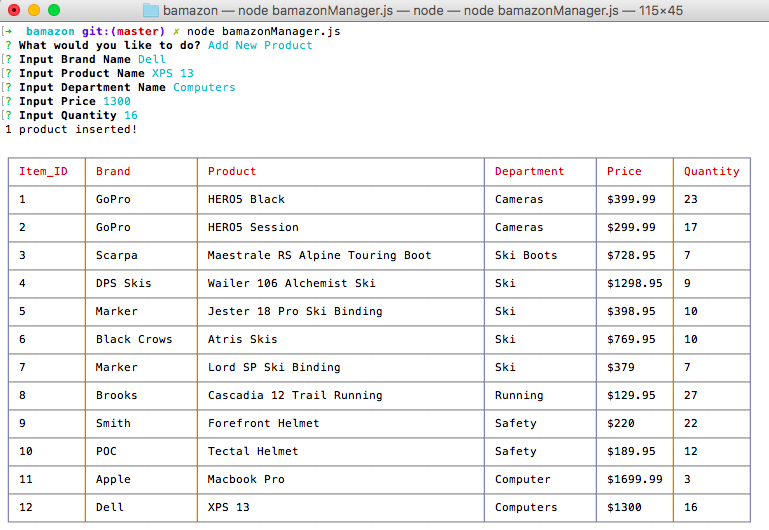 bamazon — node bamazonManager.js — node — node bamazonManager.js — 115×45
[➜  bamazon git:(master) ✗ node bamazonManager.js
? What would you like to do? Add New Product
[? Input Brand Name Dell
[? Input Product Name XPS 13
[? Input Department Name Computers
[? Input Price 1300
[? Input Quantity 16
1 product inserted!
Item_ID Brand Product Department Price Quantity
1 GoPro HERO5 Black Cameras $399.99 23
2 GoPro HERO5 Session Cameras $299.99 17
3 Scarpa Maestrale RS Alpine Touring Boot Ski Boots $728.95 7
4 DPS Skis Wailer 106 Alchemist Ski Ski $1298.95 9
5 Marker Jester 18 Pro Ski Binding Ski $398.95 10
6 Black Crows Atris Skis Ski $769.95 10
7 Marker Lord SP Ski Binding Ski $379 7
8 Brooks Cascadia 12 Trail Running Running $129.95 27
9 Smith Forefront Helmet Safety $220 22
10 POC Tectal Helmet Safety $189.95 12
11 Apple Macbook Pro Computer $1699.99 3
12 Dell XPS 13 Computers $1300 16